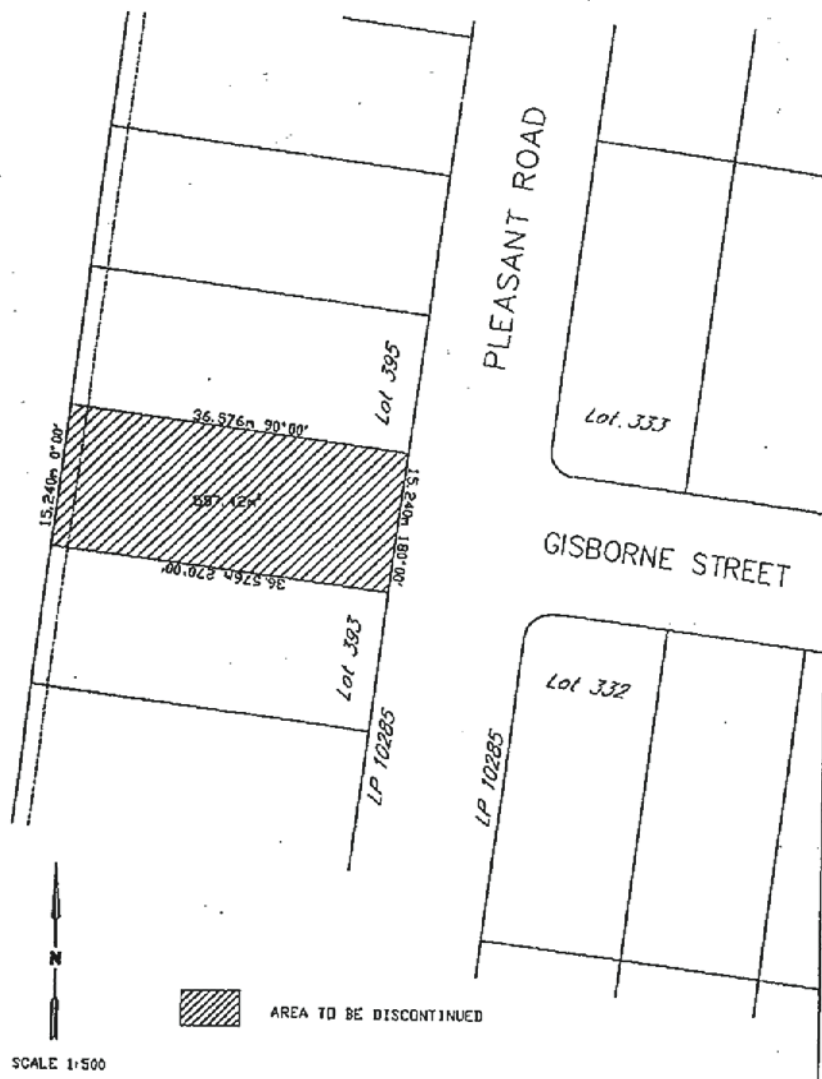 PLEASANT ROAD
Lot 395
Lot. 333
36.576m 90°00'
15.240m 0°00'
15.240m 180°00'
GISBORNE STREET
36.576m 270°00'
Lot 393
Lot 332
LP 10285
LP 10285
N
AREA TO BE DISCONTINUED
SCALE 1:500